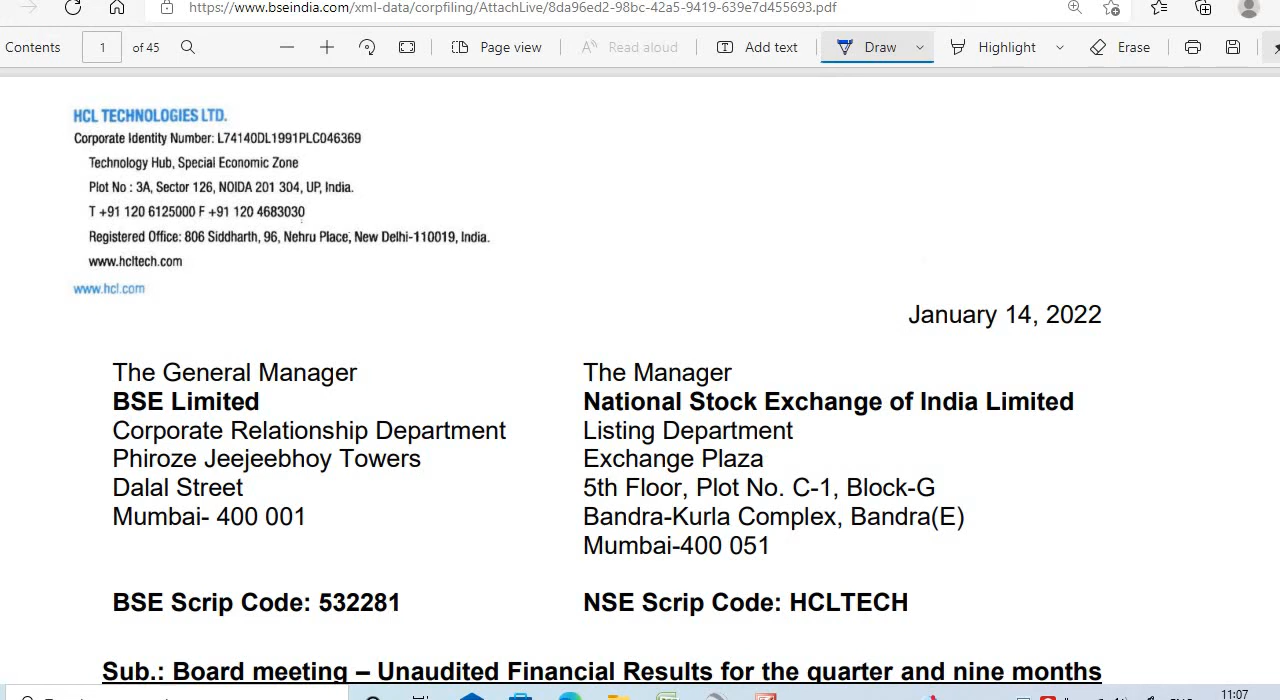 https://www.bseindia.com/xml-data/corpfiling/AttachLive/8da96ed2-98bc-42a5-9419-639e7d455693.pdf
Contents 1 of 45 Page view Read aloud Add text Draw Highlight Erase
HCL TECHNOLOGIES LTD.
Corporate Identity Number: L74140DL1991PLC046369
Technology Hub, Special Economic Zone
Plot No : 3A, Sector 126, NOIDA 201 304, UP, India.
T +91 120 6125000 F +91 120 4683030
Registered Office: 806 Siddharth, 96, Nehru Place, New Delhi-110019, India.
www.hcltech.com
www.hcl.com
January 14, 2022
The General Manager
BSE Limited
Corporate Relationship Department
Phiroze Jeejeebhoy Towers
Dalal Street
Mumbai- 400 001
BSE Scrip Code: 532281
The Manager
National Stock Exchange of India Limited
Listing Department
Exchange Plaza
5th Floor, Plot No. C-1, Block-G
Bandra-Kurla Complex, Bandra(E)
Mumbai-400 051
NSE Scrip Code: HCLTECH
Sub.: Board meeting – Unaudited Financial Results for the quarter and nine months
11:07